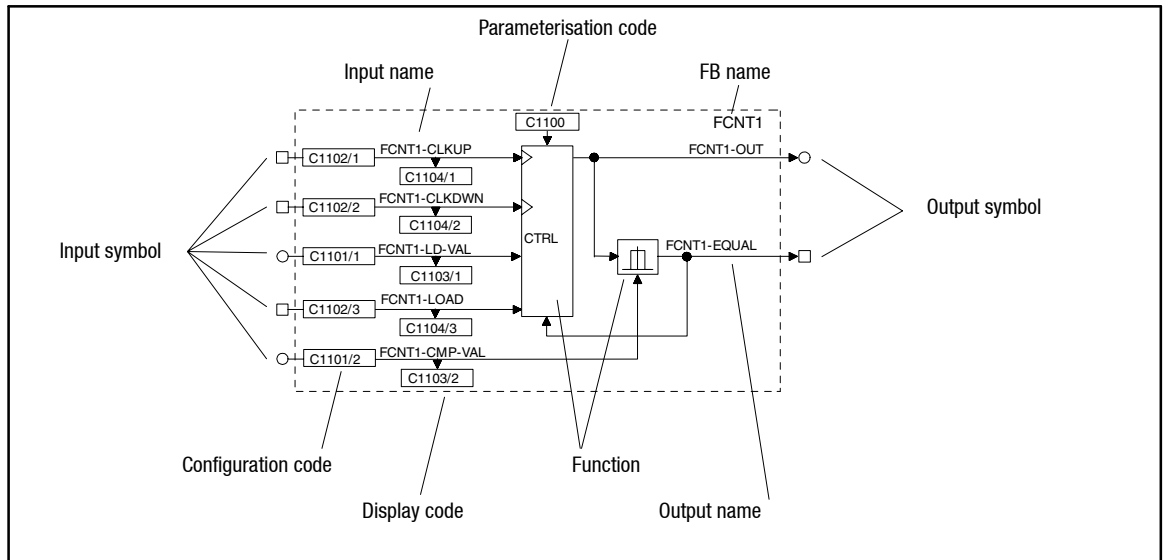 Parameterisation code
Input name
FB name
C1100
FCNT1
C1102/1
FCNT1-CLKUP
FCNT1-OUT
C1104/1
C1102/2
FCNT1-CLKDWN
C1104/2
Output symbol
CTRL
Input symbol
C1101/1
FCNT1-LD-VAL
FCNT1-EQUAL
C1103/1
C1102/3
FCNT1-LOAD
C1104/3
C1101/2
FCNT1-CMP-VAL
C1103/2
Configuration code
Function
Display code
Output name